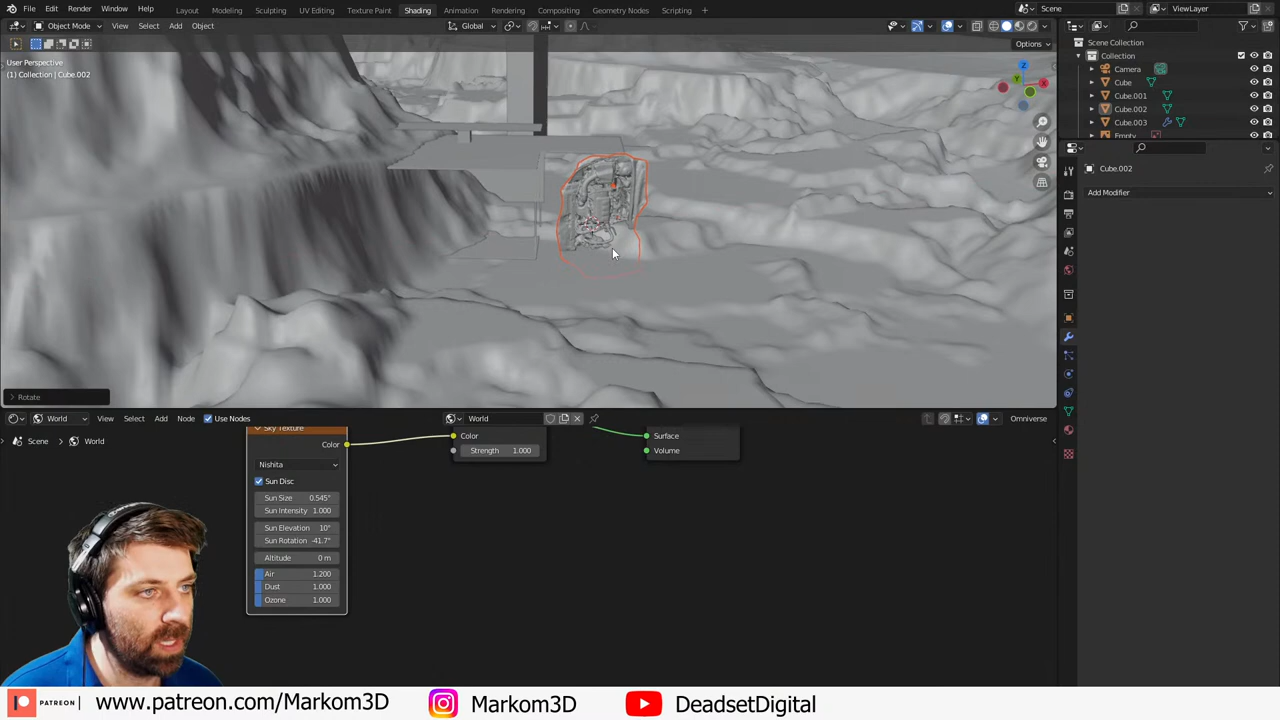 File Edit Render Window Help Layout Modeling Sculpting UV Editing Texture Paint Shading Animation Rendering Compositing Geometry Nodes Scripting + Scene ViewLayer
Object Mode View Select Add Object Global
Options
User Perspective
(1) Collection | Cube.002
Scene Collection
Collection
Camera
Cube
Cube.001
Cube.002
Cube.003
Empty
Cube.002
Add Modifier
X
Y
Z
Rotate
World View Select Add Node Use Nodes World Omniverse
Scene World
Sky Texture
Color
Nishita
Sun Disc
Sun Size 0.545°
Sun Intensity 1.000
Sun Elevation 10°
Sun Rotation -41.7°
Altitude 0 m
Air 1.200
Dust 1.000
Ozone 1.000
Color
Strength 1.000
Surface
Volume
PATREON www.patreon.com/Markom3D Markom3D DeadsetDigital